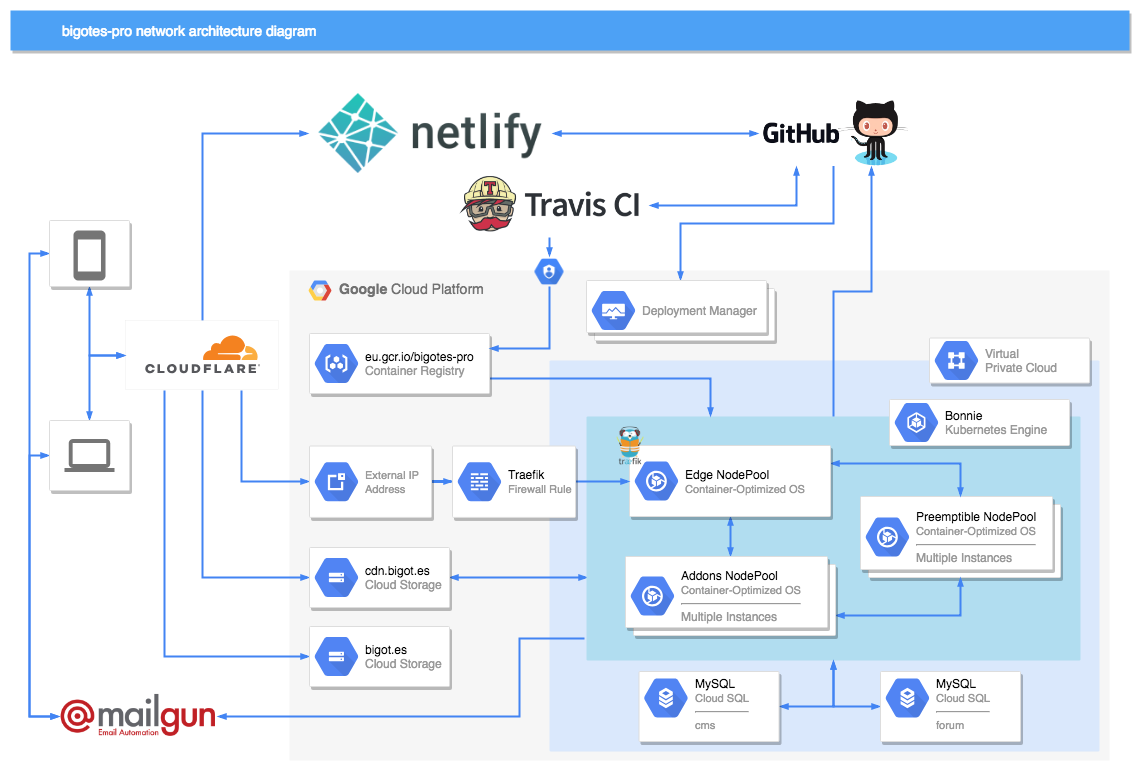 bigotes-pro network architecture diagram
netlify
GitHub
Travis CI
Google Cloud Platform
Deployment Manager
eu.gcr.io/bigotes-pro
Container Registry
Virtual
Private Cloud
CLOUDFLARE
Bonnie
Kubernetes Engine
træfik
External IP
Address
Traefik
Firewall Rule
Edge NodePool
Container-Optimized OS
Preemptible NodePool
Container-Optimized OS
Multiple Instances
cdn.bigot.es
Cloud Storage
Addons NodePool
Container-Optimized OS
Multiple Instances
bigot.es
Cloud Storage
MySQL
Cloud SQL
cms
MySQL
Cloud SQL
forum
@mailgun
Email Automation